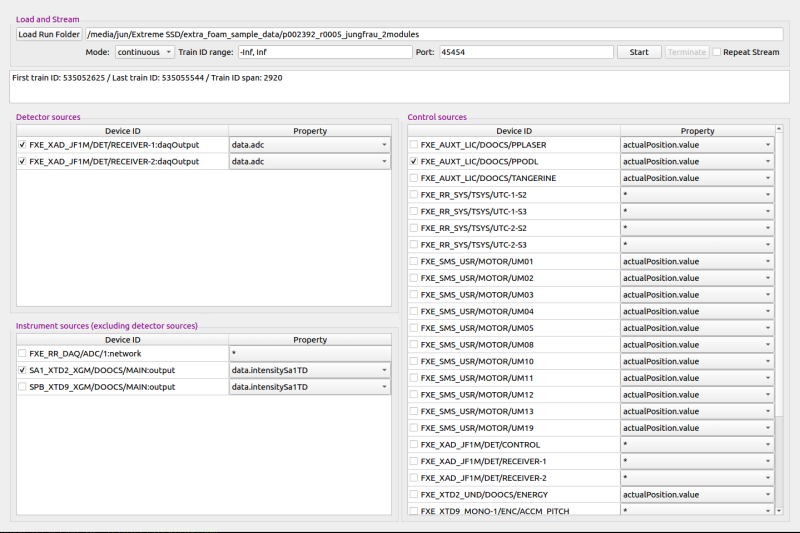 Load and Stream
Load Run Folder /media/jun/Extreme SSD/extra_foam_sample_data/p002392_r0005_jungfrau_2modules
Mode: continuous Train ID range: -Inf, Inf Port: 45454 Start Terminate Repeat Stream
First train ID: 535052625 / Last train ID: 535055544 / Train ID span: 2920
Detector sources
Device ID Property
FXE_XAD_JF1M/DET/RECEIVER-1:daqOutput data.adc
FXE_XAD_JF1M/DET/RECEIVER-2:daqOutput data.adc
Instrument sources (excluding detector sources)
Device ID Property
FXE_RR_DAQ/ADC/1:network *
SA1_XTD2_XGM/DOOCS/MAIN:output data.intensitySa1TD
SPB_XTD9_XGM/DOOCS/MAIN:output data.intensitySa1TD
Control sources
Device ID Property
FXE_AUXT_LIC/DOOCS/PPLASER actualPosition.value
FXE_AUXT_LIC/DOOCS/PPODL actualPosition.value
FXE_AUXT_LIC/DOOCS/TANGERINE actualPosition.value
FXE_RR_SYS/TSYS/UTC-1-S2 *
FXE_RR_SYS/TSYS/UTC-1-S3 *
FXE_RR_SYS/TSYS/UTC-2-S2 *
FXE_RR_SYS/TSYS/UTC-2-S3 *
FXE_SMS_USR/MOTOR/UM01 actualPosition.value
FXE_SMS_USR/MOTOR/UM02 actualPosition.value
FXE_SMS_USR/MOTOR/UM03 actualPosition.value
FXE_SMS_USR/MOTOR/UM04 actualPosition.value
FXE_SMS_USR/MOTOR/UM05 actualPosition.value
FXE_SMS_USR/MOTOR/UM08 actualPosition.value
FXE_SMS_USR/MOTOR/UM10 actualPosition.value
FXE_SMS_USR/MOTOR/UM11 actualPosition.value
FXE_SMS_USR/MOTOR/UM12 actualPosition.value
FXE_SMS_USR/MOTOR/UM13 actualPosition.value
FXE_SMS_USR/MOTOR/UM19 actualPosition.value
FXE_XAD_JF1M/DET/CONTROL *
FXE_XAD_JF1M/DET/RECEIVER-1 *
FXE_XAD_JF1M/DET/RECEIVER-2 *
FXE_XTD2_UND/DOOCS/ENERGY actualPosition.value
FXE_XTD9_MONO-1/ENC/ACCM_PITCH *